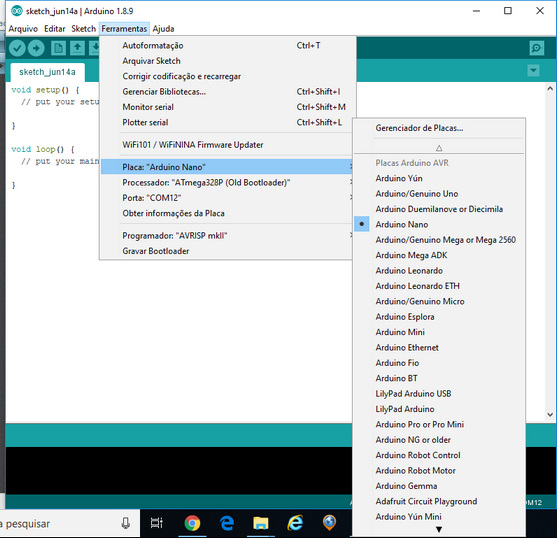 sketch_jun14a | Arduino 1.8.9
Arquivo Editar Sketch Ferramentas Ajuda
sketch_jun14a
void setup() {
// put your setu
}
void loop() {
// put your main
}
Autoformatação Ctrl+T
Arquivar Sketch
Corrigir codificação e recarregar
Gerenciar Bibliotecas... Ctrl+Shift+I
Monitor serial Ctrl+Shift+M
Plotter serial Ctrl+Shift+L
WiFi101 / WiFiNINA Firmware Updater
Placa: "Arduino Nano"
Processador: "ATmega328P (Old Bootloader)"
Porta: "COM12"
Obter informações da Placa
Programador: "AVRISP mkII"
Gravar Bootloader
Gerenciador de Placas...
Placas Arduino AVR
Arduino Yún
Arduino/Genuino Uno
Arduino Duemilanove or Diecimila
Arduino Nano
Arduino/Genuino Mega or Mega 2560
Arduino Mega ADK
Arduino Leonardo
Arduino Leonardo ETH
Arduino/Genuino Micro
Arduino Esplora
Arduino Mini
Arduino Ethernet
Arduino Fio
Arduino BT
LilyPad Arduino USB
LilyPad Arduino
Arduino Pro or Pro Mini
Arduino NG or older
Arduino Robot Control
Arduino Robot Motor
Arduino Gemma
Adafruit Circuit Playground
Arduino Yún Mini
OM12
a pesquisar